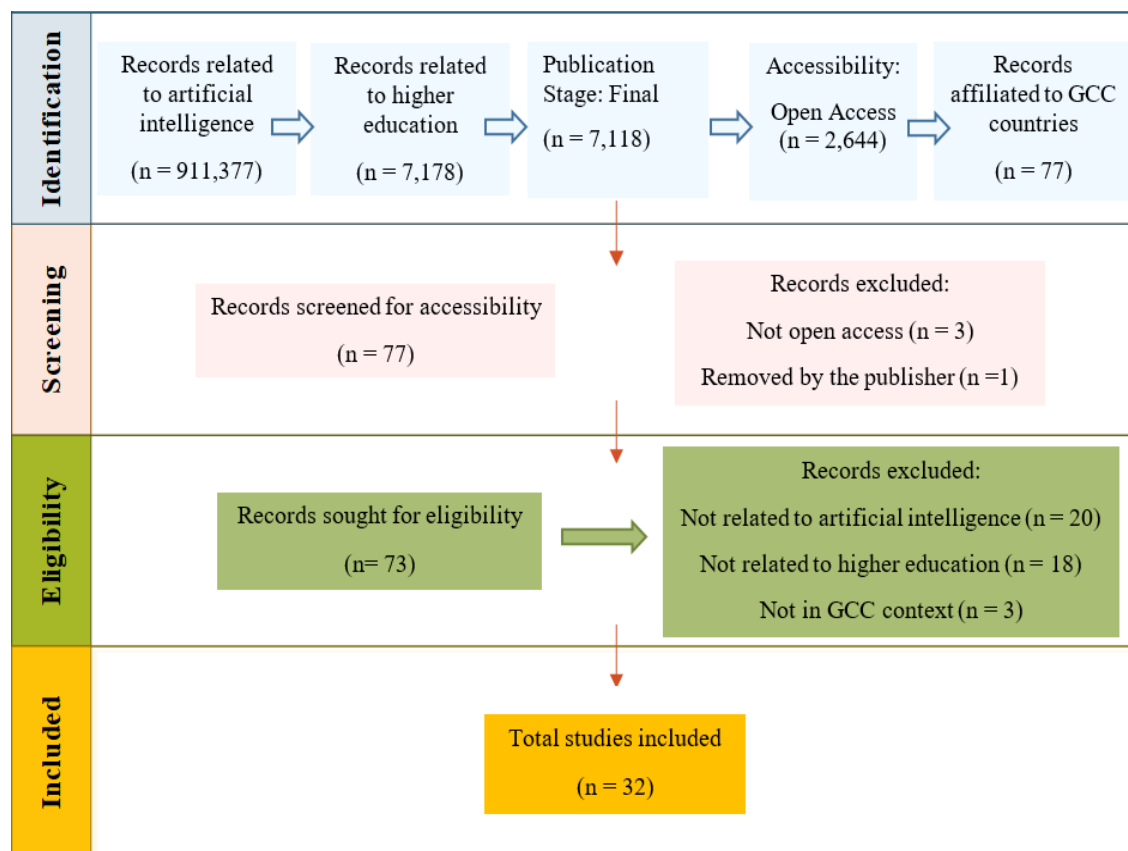 Identification
Records related
to artificial
intelligence
(n = 911,377)
Records related
to higher
education
(n = 7,178)
Publication
Stage: Final
(n = 7,118)
Accessibility:
Open Access
(n = 2,644)
Records
affiliated to GCC
countries
(n = 77)
Screening
Records screened for accessibility
(n = 77)
Records excluded:
Not open access (n = 3)
Removed by the publisher (n =1)
Eligibility
Records sought for eligibility
(n= 73)
Records excluded:
Not related to artificial intelligence (n = 20)
Not related to higher education (n = 18)
Not in GCC context (n = 3)
Included
Total studies included
(n = 32)